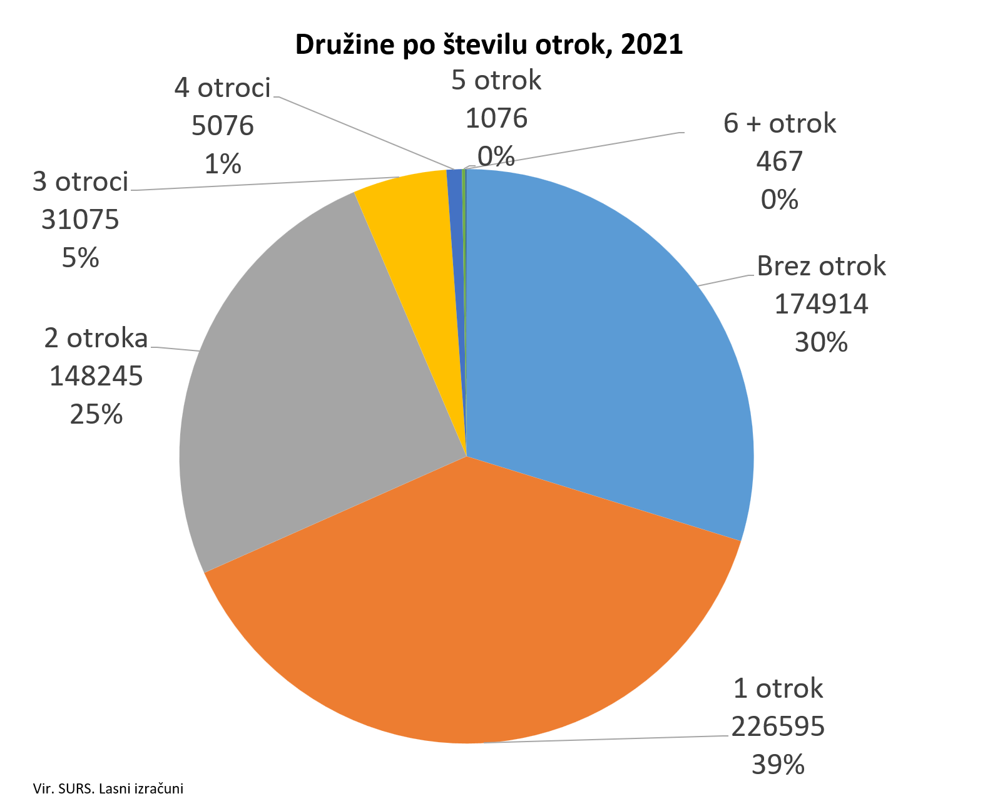 Družine po številu otrok, 2021
4 otroci
5076
1%
5 otrok
1076
0%
6 + otrok
467
0%
3 otroci
31075
5%
Brez otrok
174914
30%
2 otroka
148245
25%
1 otrok
226595
39%
Vir. SURS. Lasni izračuni